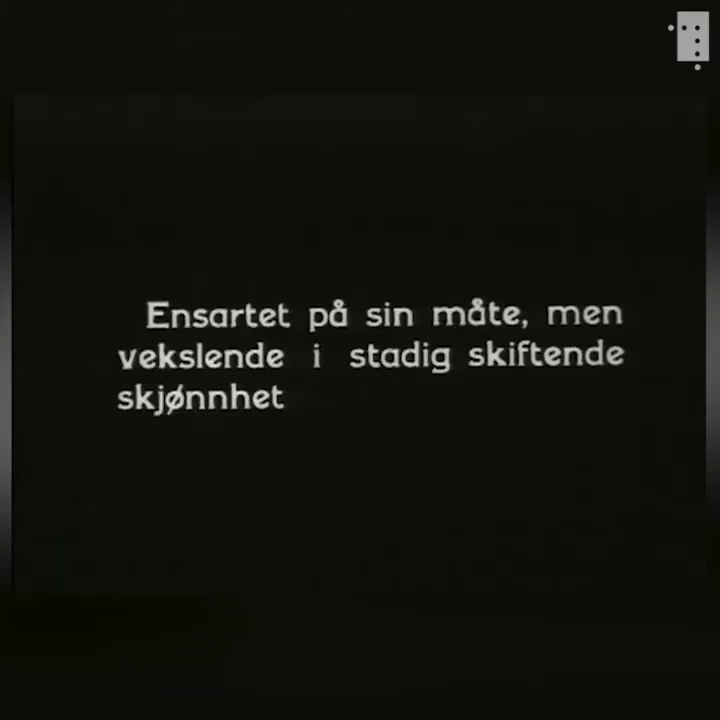 Ensartet på sin måte, men
vekslende i stadig skiftende
skjønnhet